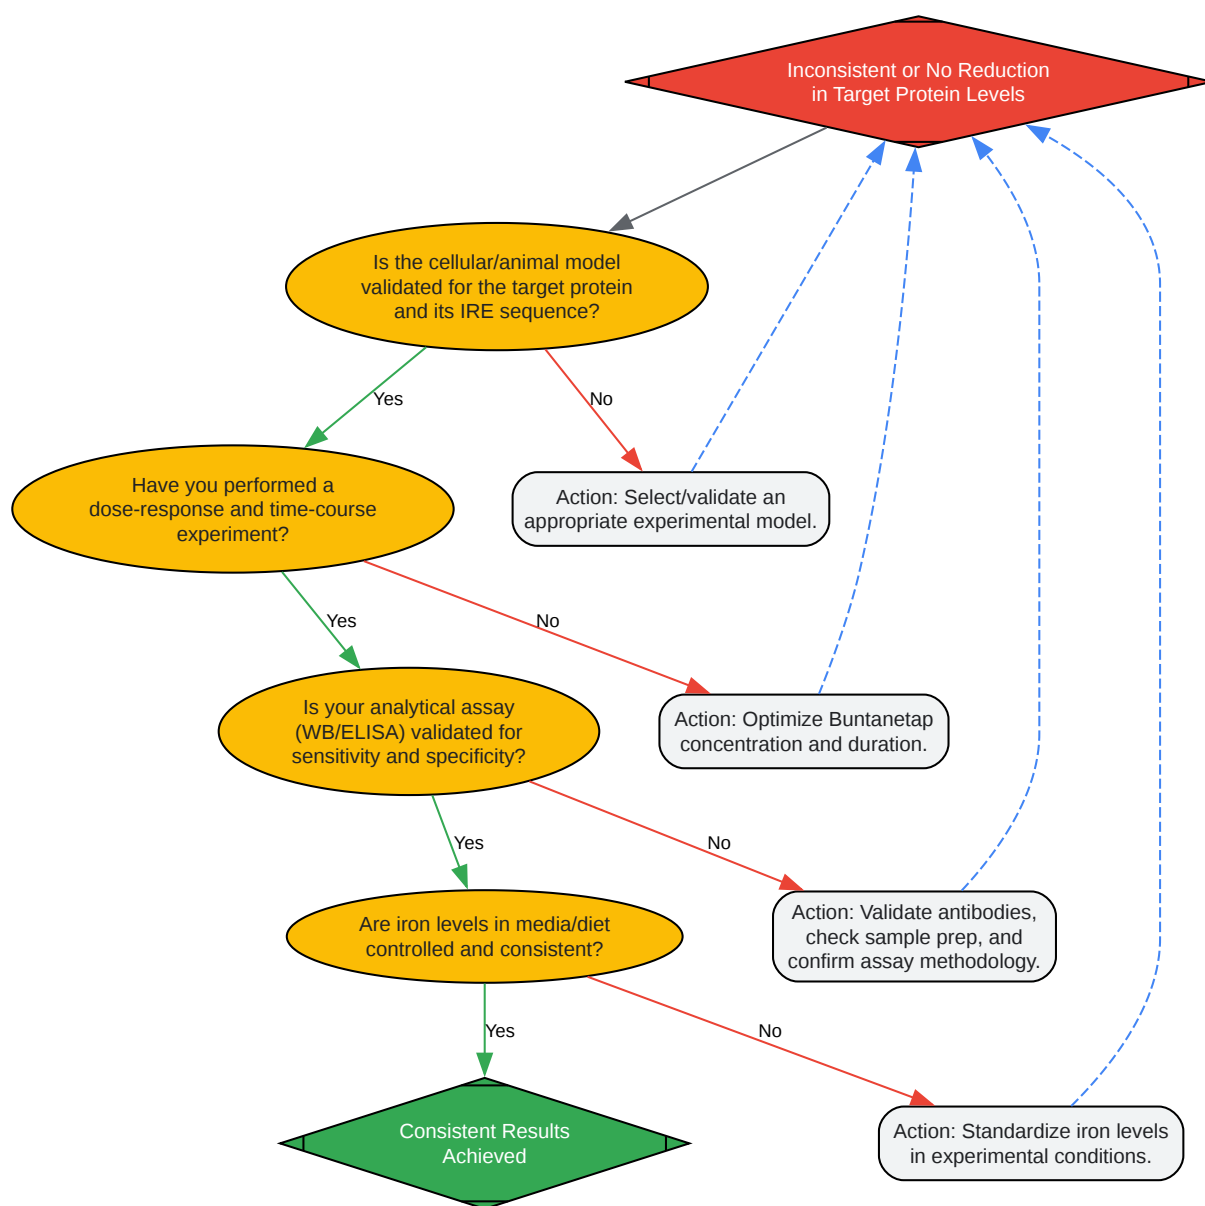 Inconsistent or No Reduction
in Target Protein Levels
Is the cellular/animal model
validated for the target protein
and its IRE sequence?
Yes
No
Have you performed a
dose-response and time-course
experiment?
Action: Select/validate an
appropriate experimental model.
Yes
No
Is your analytical assay
(WB/ELISA) validated for
sensitivity and specificity?
Action: Optimize Buntanetap
concentration and duration.
Yes
No
Are iron levels in media/diet
controlled and consistent?
Action: Validate antibodies,
check sample prep, and
confirm assay methodology.
Yes
No
Consistent Results
Achieved
Action: Standardize iron levels
in experimental conditions.